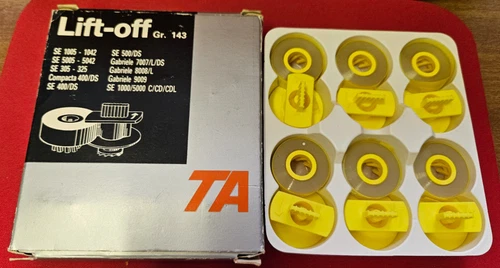 Lift-off Gr. 143
SE 1005 - 1042
SE 5005 - 5042
SE 305 - 325
Compacta 400/DS
SE 400/DS
SE 500/DS
Gabriele 7007/L/DS
Gabriele 8008/L
Gabriele 9009
SE 1000/5000 C/CD/CDL
TA